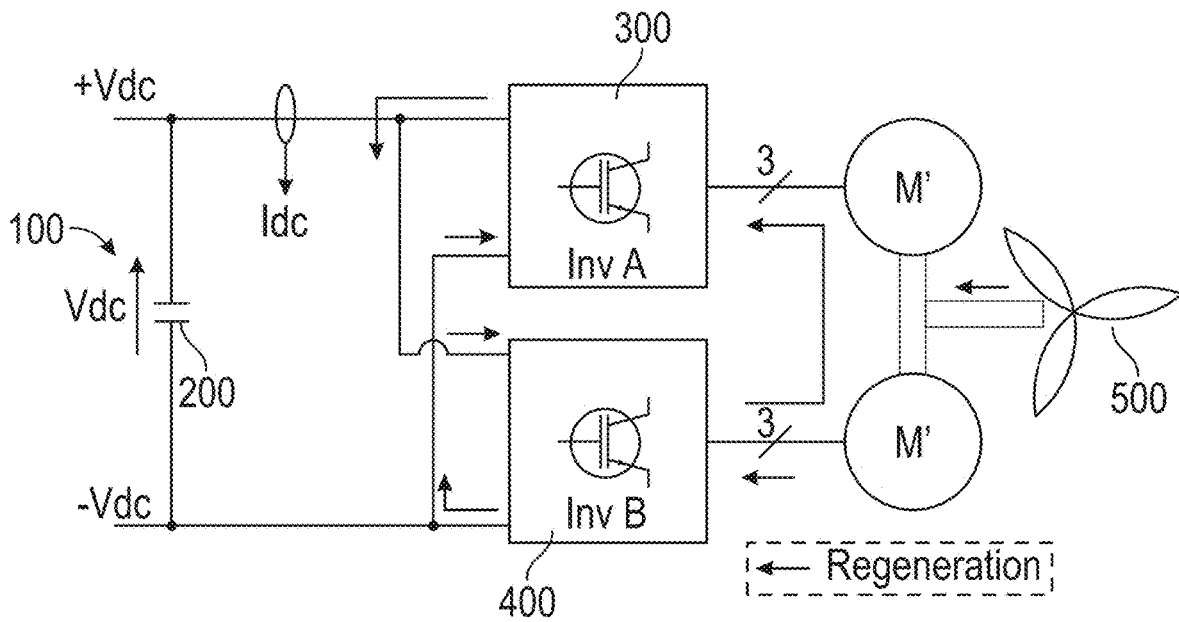 300
+Vdc
3
M'
Idc
100
Inv A
Vdc
200
500
3
M'
-Vdc
Inv B
Regeneration
400